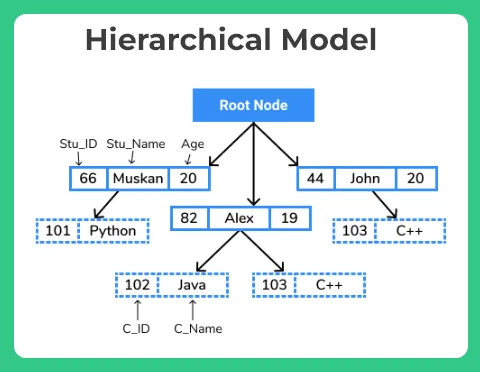 Hierarchical Model
Root Node
Stu_ID Stu_Name Age
66 Muskan 20
44 John 20
82 Alex 19
101 Python
103 C++
102 Java
103 C++
C_ID C_Name